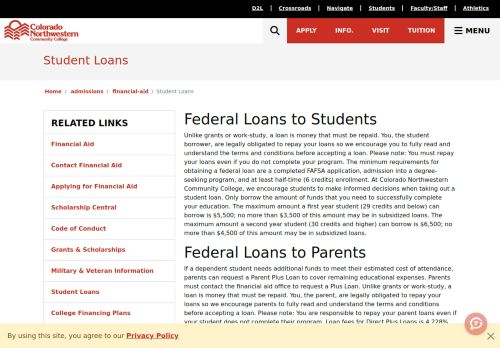 D2L | Crossroads | Navigate | Students | Faculty/Staff | Athletics
Colorado
Northwestern
Community College
APPLY INFO. VISIT TUITION MENU
Student Loans
Home / admissions / financial-aid / Student Loans
RELATED LINKS
Financial Aid
Contact Financial Aid
Applying for Financial Aid
Scholarship Central
Code of Conduct
Grants & Scholarships
Military & Veteran Information
Student Loans
College Financing Plans
Federal Loans to Students
Unlike grants or work-study, a loan is money that must be repaid. You, the student
borrower, are legally obligated to repay your loans so we encourage you to fully read and
understand the terms and conditions before accepting a loan. Please note: You must repay
your loans even if you do not complete your program. The minimum requirements for
obtaining a federal loan are a completed FAFSA application, admission into a degree-
seeking program, and at least half-time (6 credits) enrollment. At Colorado Northwestern
Community College, we encourage students to make informed decisions when taking out a
student loan. Only borrow the amount of funds that you need to successfully complete
your education. The maximum amount a first year student (29 credits and below) can
borrow is $5,500; no more than $3,500 of this amount may be in subsidized loans. The
maximum amount a second year student (30 credits and higher) can borrow is $6,500; no
more than $4,500 of this amount may be in subsidized loans.
Federal Loans to Parents
If a dependent student needs additional funds to meet their estimated cost of attendance,
parents can request a Parent Plus Loan to cover remaining educational expenses. Parents
must contact the financial aid office to request a Plus Loan. Unlike grants or work-study, a
loan is money that must be repaid. You, the parent, are legally obligated to repay your
loans so we encourage parents to fully read and understand the terms and conditions
before accepting a loan. Please note: You are responsible to repay your parent loans even if
your student does not complete their program. Loan fees for Direct Plus Loans is 4.228%
By using this site, you agree to our Privacy Policy